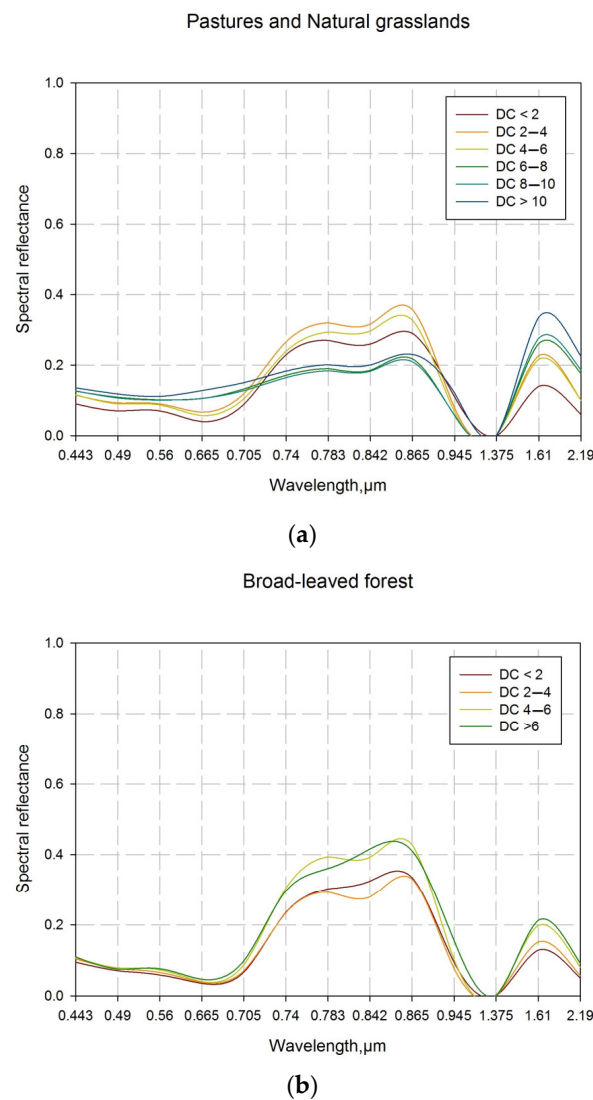 Pastures and Natural grasslands
1.0
0.8
0.6
0.4
0.2
0.0
Spectral reflectance
DC < 2
DC 2—4
DC 4—6
DC 6—8
DC 8—10
DC > 10
0.443 0.49 0.56 0.665 0.705 0.74 0.783 0.842 0.865 0.945 1.375 1.61 2.19
Wavelength,µm
(a)
Broad-leaved forest
1.0
0.8
0.6
0.4
0.2
0.0
Spectral reflectance
DC < 2
DC 2—4
DC 4—6
DC >6
0.443 0.49 0.56 0.665 0.705 0.74 0.783 0.842 0.865 0.945 1.375 1.61 2.19
Wavelength,µm
(b)